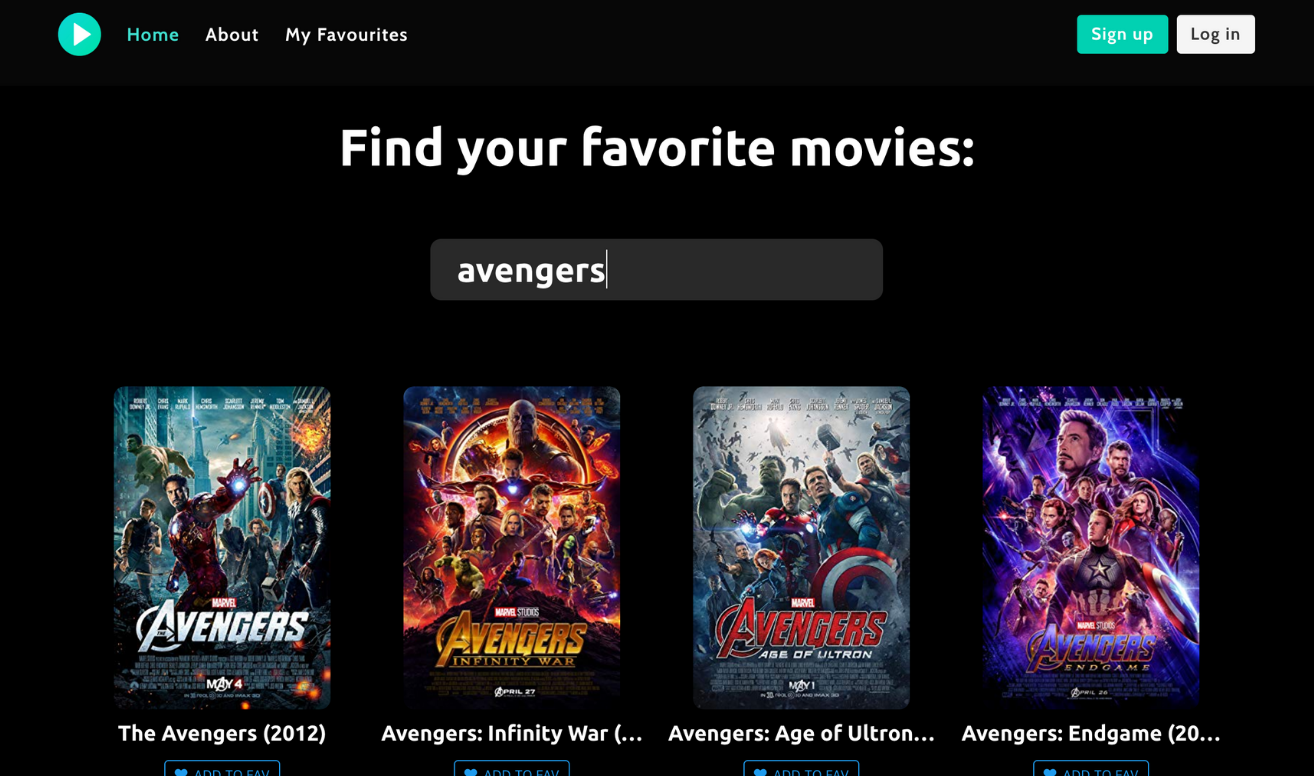 Home About My Favourites Sign up Log in
Find your favorite movies:
avengers
MARVEL
THE AVENGERS
MAY 4
MARVEL STUDIOS
AVENGERS
INFINITY WAR
APRIL 27
MARVEL
AVENGERS
AGE OF ULTRON
MAY 1
MARVEL STUDIOS
AVENGERS
ENDGAME
APRIL 26
The Avengers (2012) Avengers: Infinity War (... Avengers: Age of Ultron... Avengers: Endgame (20...
ADD TO FAV ADD TO FAV ADD TO FAV ADD TO FAV